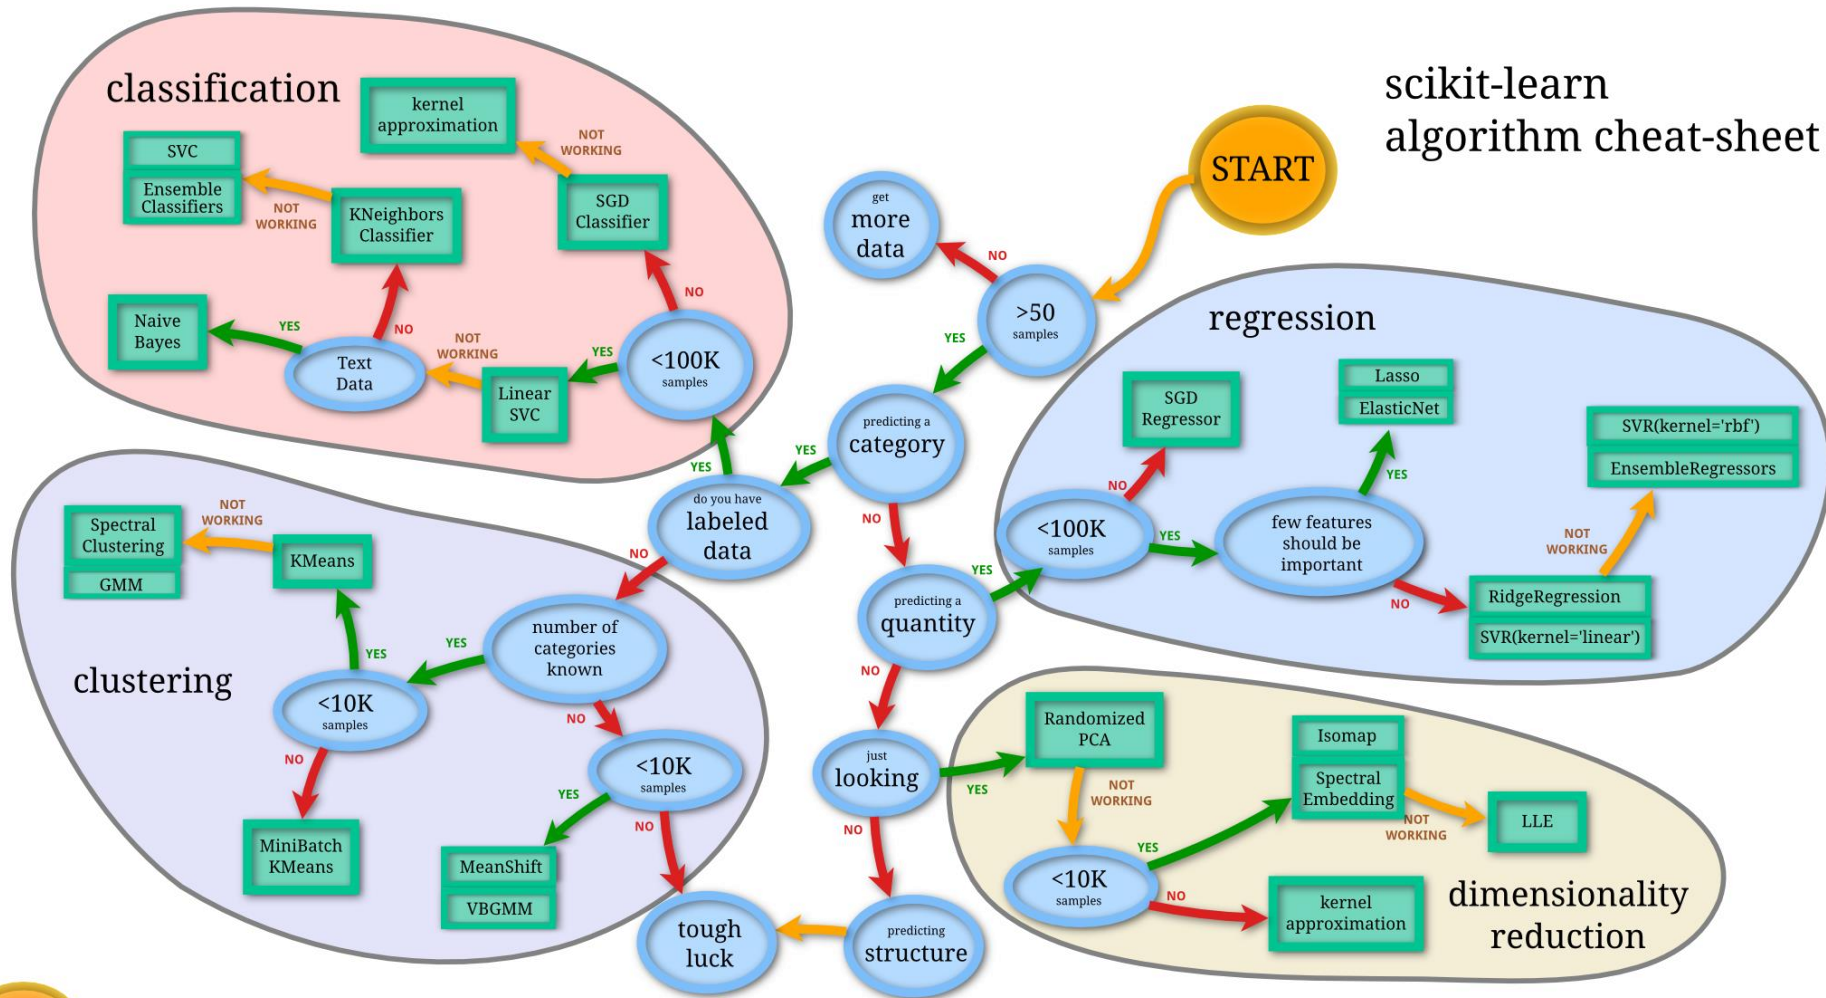 scikit-learn
algorithm cheat-sheet
START
classification
kernel
approximation
NOT
WORKING
SVC
Ensemble
Classifiers
NOT
WORKING
KNeighbors
Classifier
SGD
Classifier
NO
Naive
Bayes
YES
NO
Text
Data
NOT
WORKING
Linear
SVC
YES
<100K
samples
YES
get
more
data
NO
>50
samples
YES
predicting a
category
YES
NO
do you have
labeled
data
NO
predicting a
quantity
YES
NO
just
looking
YES
NO
predicting
structure
tough
luck
regression
SGD
Regressor
NO
Lasso
ElasticNet
YES
SVR(kernel='rbf')
EnsembleRegressors
<100K
samples
YES
few features
should be
important
NOT
WORKING
NO
RidgeRegression
SVR(kernel='linear')
clustering
Spectral
Clustering
GMM
NOT
WORKING
KMeans
number of
categories
known
YES
YES
<10K
samples
NO
NO
<10K
samples
YES
NO
MiniBatch
KMeans
MeanShift
VBGMM
Randomized
PCA
NOT
WORKING
Isomap
Spectral
Embedding
NOT
WORKING
LLE
YES
<10K
samples
NO
kernel
approximation
dimensionality
reduction